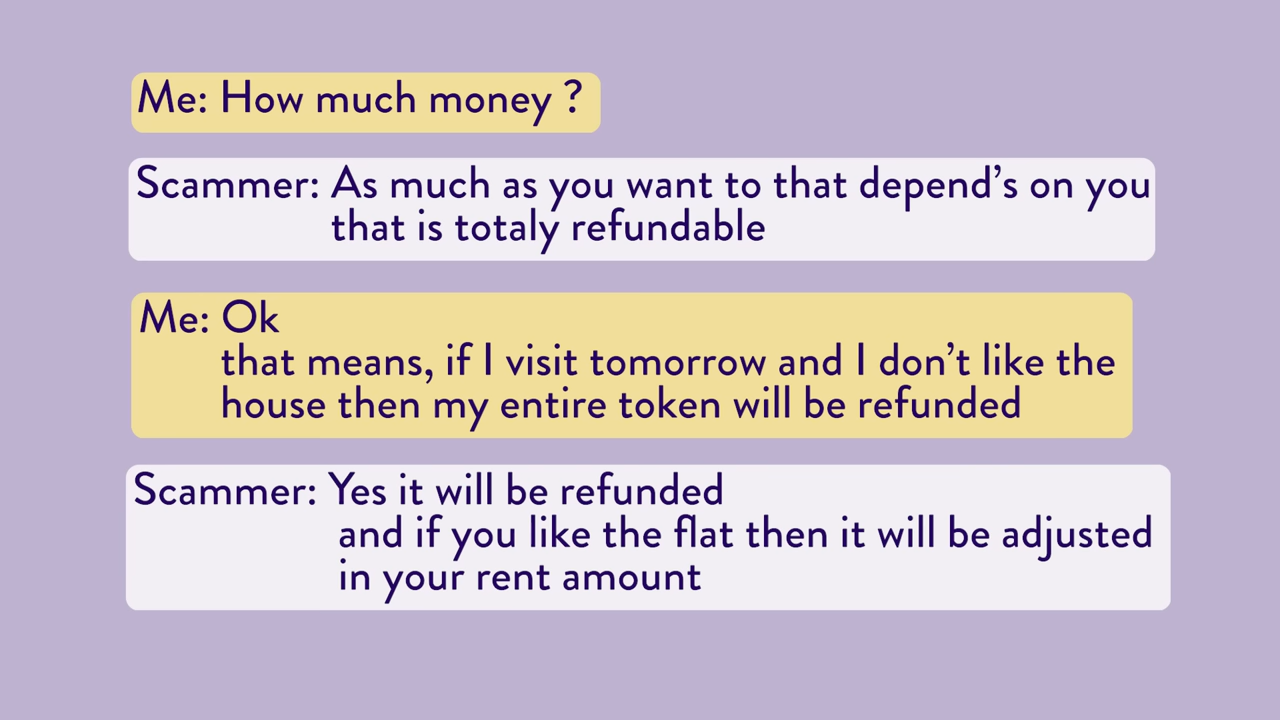 Me: How much money ?
Scammer: As much as you want to that depend’s on you
that is totaly refundable
Me: Ok
that means, if I visit tomorrow and I don’t like the
house then my entire token will be refunded
Scammer: Yes it will be refunded
and if you like the flat then it will be adjusted
in your rent amount